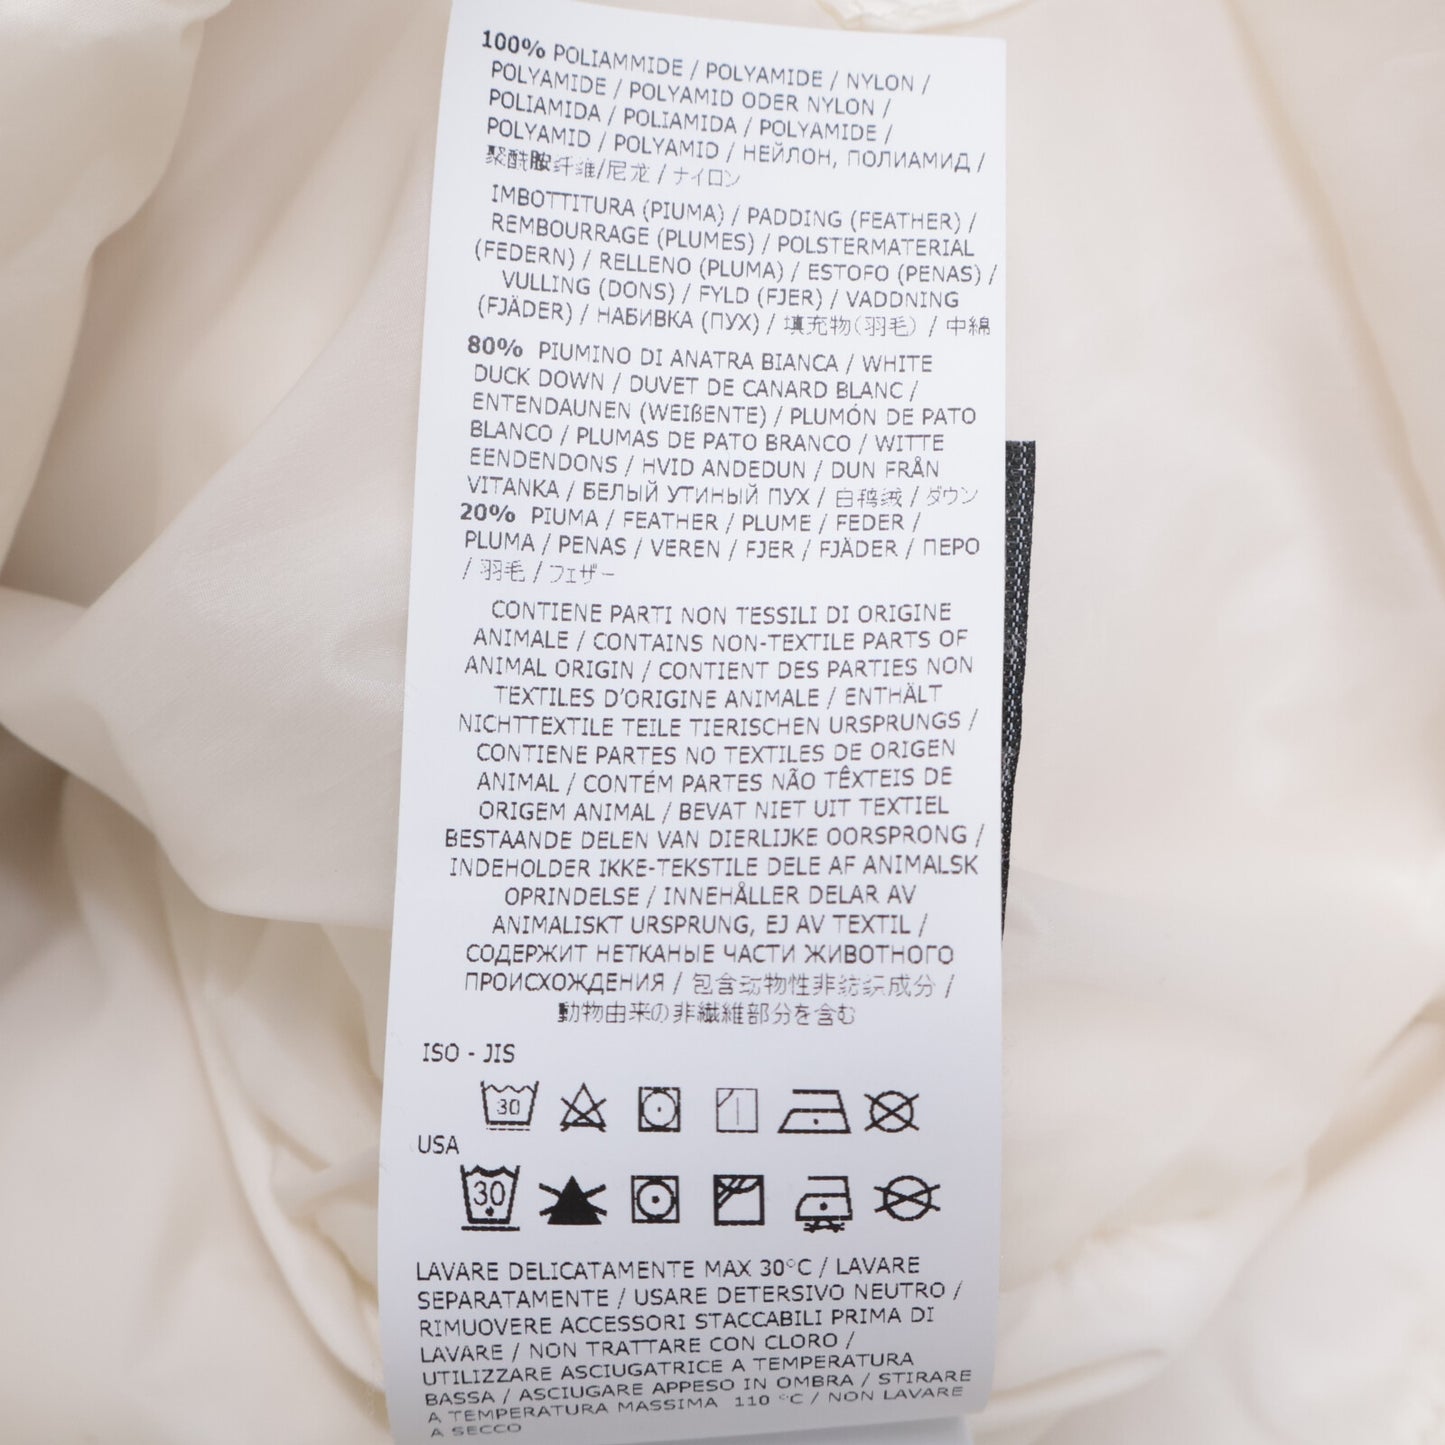 100% POLIAMMIDE / POLYAMIDE / NYLON /
POLYAMIDE / POLYAMID ODER NYLON /
POLIAMIDA / POLIAMIDA / POLYAMIDE /
POLYAMID / POLYAMID / НЕЙЛОН, ПОЛИАМИД /
聚酰胺纤维/尼龙 / ナイロン
IMBOTTITURA (PIUMA) / PADDING (FEATHER) /
REMBOURRAGE (PLUMES) / POLSTERMATERIAL
(FEDERN) / RELLENO (PLUMA) / ESTOFO (PENAS) /
VULLING (DONS) / FYLD (FJER) / VADDNING
(FJÄDER) / НАБИВКА (ПУХ) / 填充物(羽毛) / 中綿
80% PIUMINO DI ANATRA BIANCA / WHITE
DUCK DOWN / DUVET DE CANARD BLANC /
ENTENDAUNEN (WEIßENTE) / PLUMÓN DE PATO
BLANCO / PLUMAS DE PATO BRANCO / WITTE
EENDENDONS / HVID ANDEDUN / DUN FRÅN
VITANKA / БЕЛЫЙ УТИНЫЙ ПУХ / 白鸭绒 / ダウン
20% PIUMA / FEATHER / PLUME / FEDER /
PLUMA / PENAS / VEREN / FJER / FJÄDER / ПЕРО
/ 羽毛 / フェザー
CONTIENE PARTI NON TESSILI DI ORIGINE
ANIMALE / CONTAINS NON-TEXTILE PARTS OF
ANIMAL ORIGIN / CONTIENT DES PARTIES NON
TEXTILES D'ORIGINE ANIMALE / ENTHÄLT
NICHTTEXTILE TEILE TIERISCHEN URSPRUNGS /
CONTIENE PARTES NO TEXTILES DE ORIGEN
ANIMAL / CONTÉM PARTES NÃO TÊXTEIS DE
ORIGEM ANIMAL / BEVAT NIET UIT TEXTIEL
BESTAANDE DELEN VAN DIERLIJKE OORSPRONG /
INDEHOLDER IKKE-TEKSTILE DELE AF ANIMALSK
OPRINDELSE / INNEHÅLLER DELAR AV
ANIMALISKT URSPRUNG, EJ AV TEXTIL /
СОДЕРЖИТ НЕТКАНЫЕ ЧАСТИ ЖИВОТНОГО
ПРОИСХОЖДЕНИЯ / 包含动物性非纺织成分 /
動物由来の非繊維部分を含む
ISO - JIS
30
USA
30
LAVARE DELICATAMENTE MAX 30°C / LAVARE
SEPARATAMENTE / USARE DETERSIVO NEUTRO /
RIMUOVERE ACCESSORI STACCABILI PRIMA DI
LAVARE / NON TRATTARE CON CLORO /
UTILIZZARE ASCIUGATRICE A TEMPERATURA
BASSA / ASCIUGARE APPESO IN OMBRA / STIRARE
A TEMPERATURA MASSIMA 110 °C / NON LAVARE
A SECCO